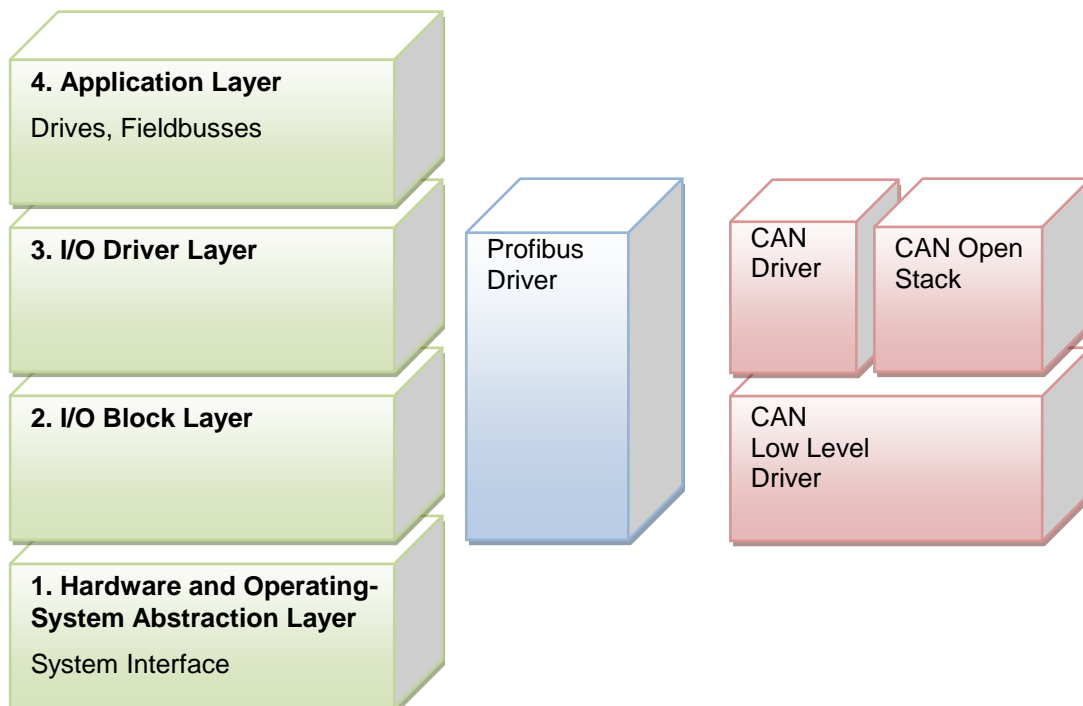 4. Application Layer
Drives, Fieldbusses
3. I/O Driver Layer
2. I/O Block Layer
1. Hardware and Operating-
System Abstraction Layer
System Interface
Profibus
Driver
CAN
Driver
CAN Open
Stack
CAN
Low Level
Driver